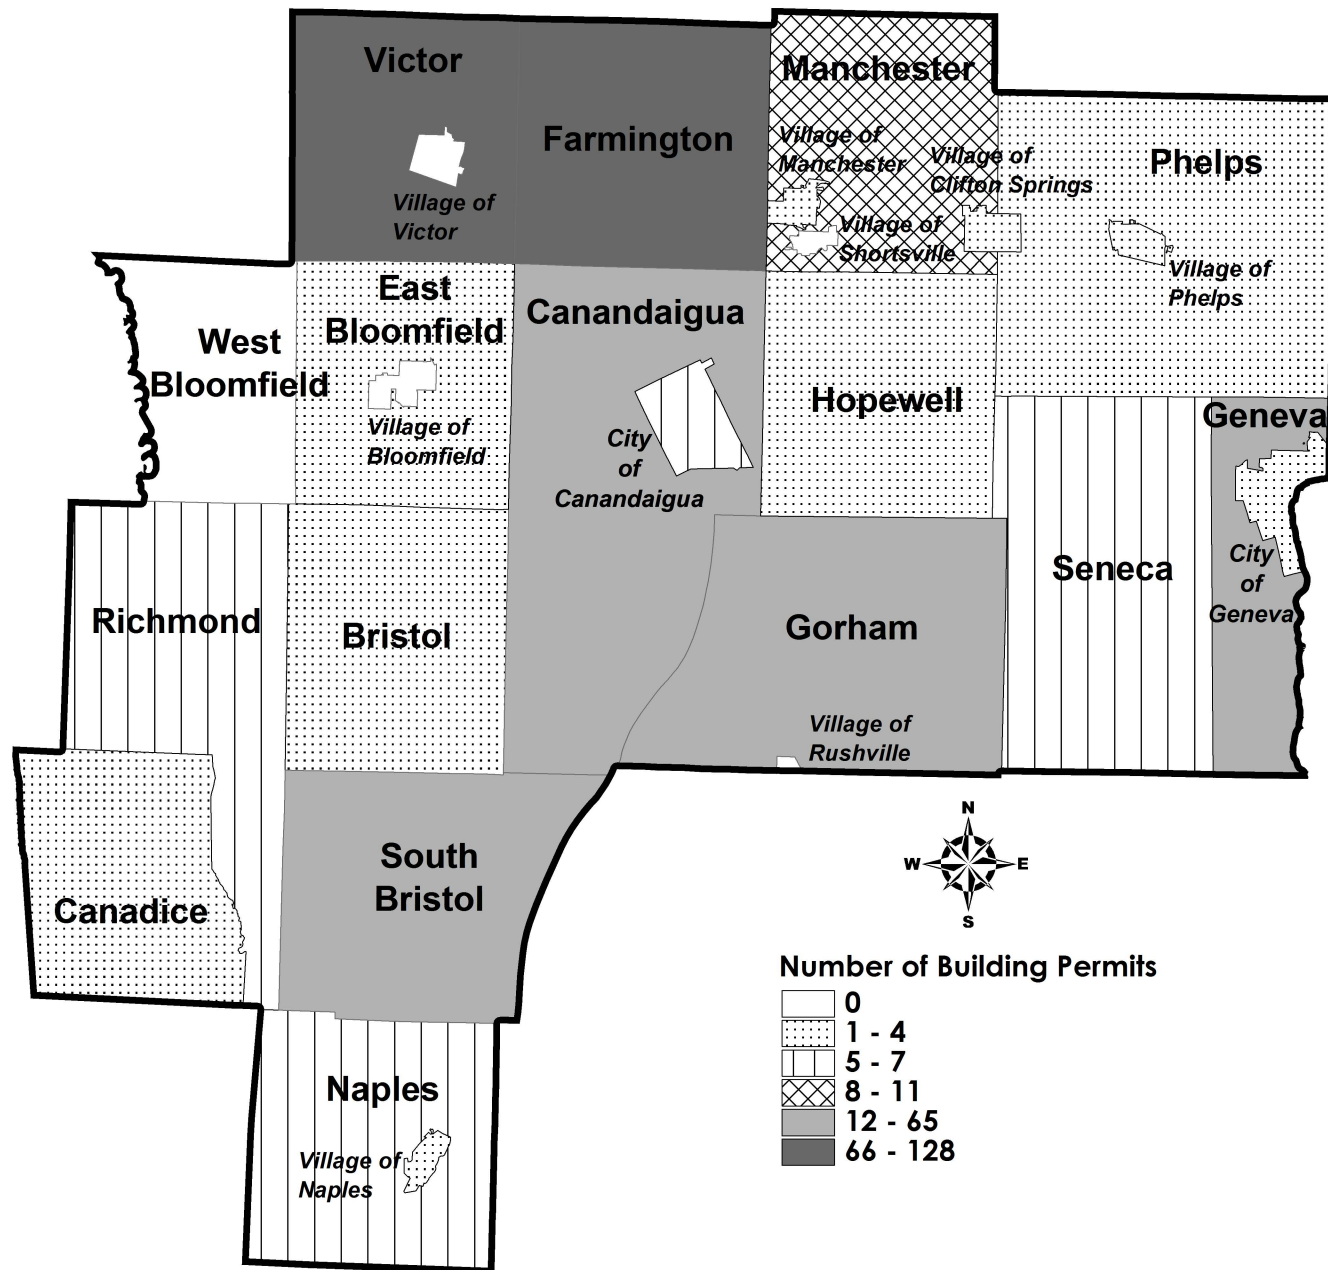 Victor
Manchester
Farmington
Village of
Manchester
Village of
Clifton Springs
Phelps
Village of
Victor
Village of
Shortsville
Village of
Phelps
East
Bloomfield
Canandaigua
West
Bloomfield
Hopewell
Geneva
Village of
Bloomfield
City
of
Canandaigua
City
of
Geneva
Seneca
Richmond
Bristol
Gorham
Village of
Rushville
South
Bristol
Canadice
N
W E
S
Number of Building Permits
0
1 - 4
5 - 7
8 - 11
12 - 65
66 - 128
Naples
Village of
Naples